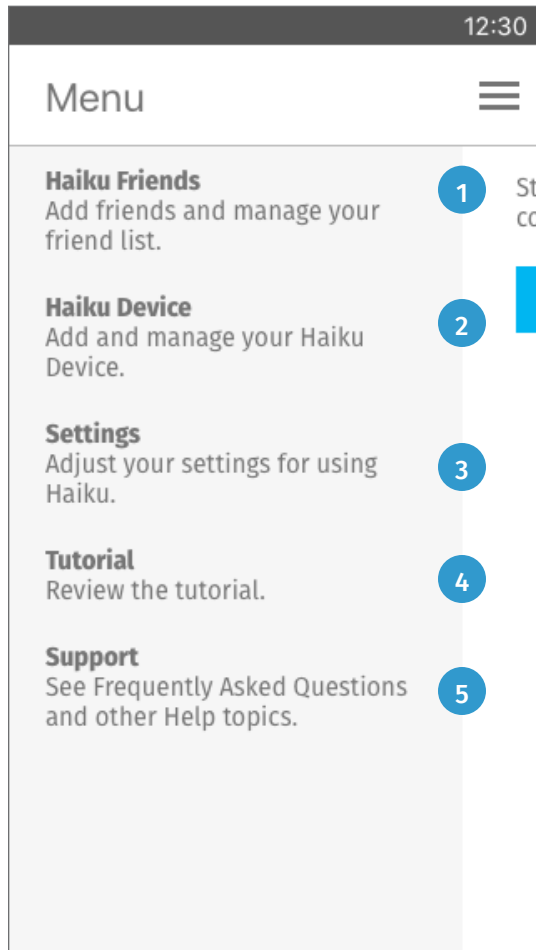 12:30
Menu
Haiku Friends
Add friends and manage your
friend list.
1
Haiku Device
Add and manage your Haiku
Device.
2
Settings
Adjust your settings for using
Haiku.
3
Tutorial
Review the tutorial.
4
Support
See Frequently Asked Questions
and other Help topics.
5